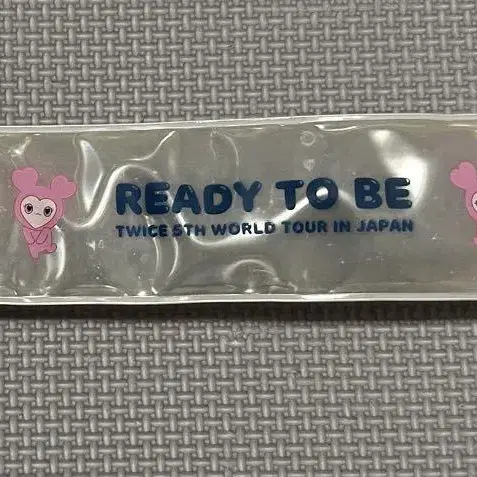 READY TO BE
TWICE 5TH WORLD TOUR IN JAPAN